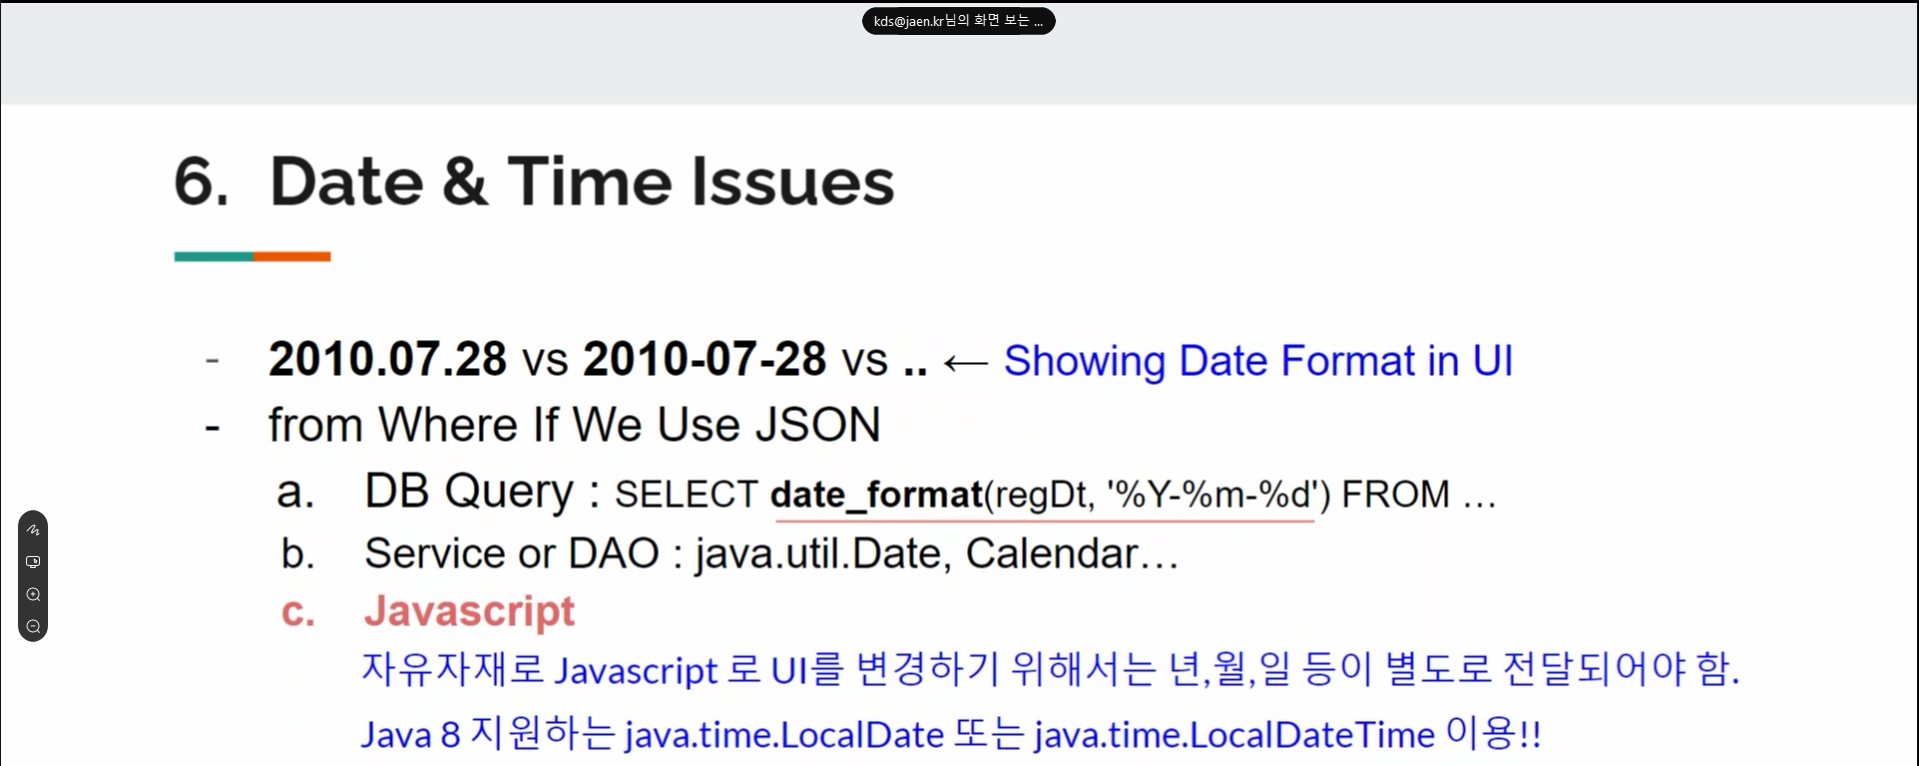 kds@jaen.kr님의 화면 보는 ...
6. Date & Time Issues
- 2010.07.28 vs 2010-07-28 vs .. ← Showing Date Format in UI
- from Where If We Use JSON
a. DB Query : SELECT date_format(regDt, '%Y-%m-%d') FROM …
b. Service or DAO : java.util.Date, Calendar…
c. Javascript
자유자재로 Javascript 로 UI를 변경하기 위해서는 년,월,일 등이 별도로 전달되어야 함.
Java 8 지원하는 java.time.LocalDate 또는 java.time.LocalDateTime 이용!!